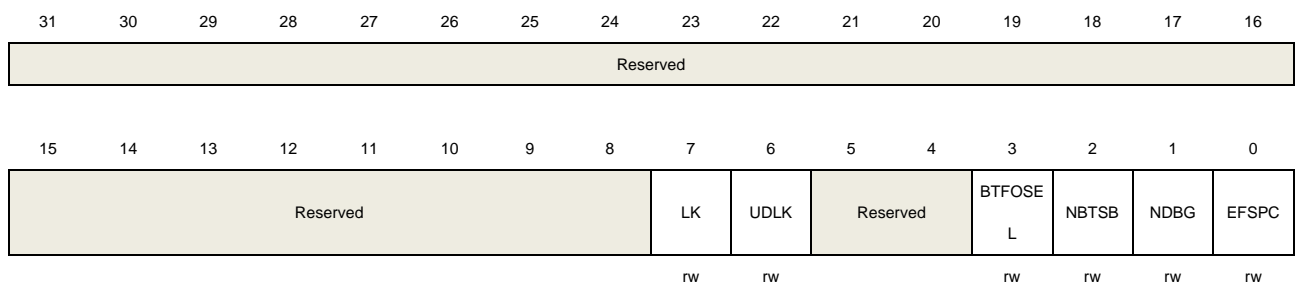 31 30 29 28 27 26 25 24 23 22 21 20 19 18 17 16
Reserved
15 14 13 12 11 10 9 8 7 6 5 4 3 2 1 0
Reserved LK UDLK Reserved BTFOSE
L NBTSB NDBG EFSPC
rw rw rw rw rw rw